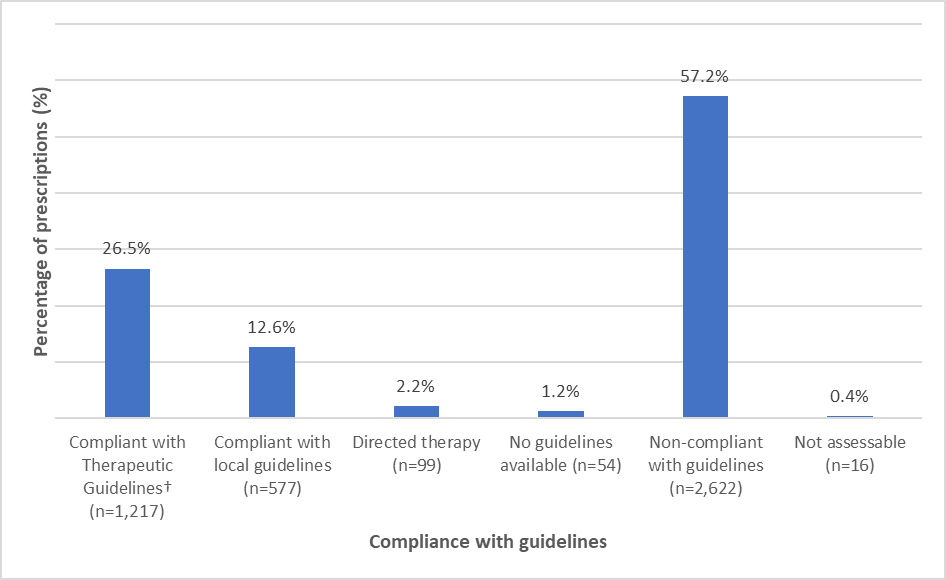 Percentage of prescriptions (%)
26.5%
12.6%
2.2%
1.2%
57.2%
0.4%
Compliant with
Therapeutic
Guidelines†
(n=1,217)
Compliant with
local guidelines
(n=577)
Directed therapy
(n=99)
No guidelines
available (n=54)
Non-compliant
with guidelines
(n=2,622)
Not assessable
(n=16)
Compliance with guidelines